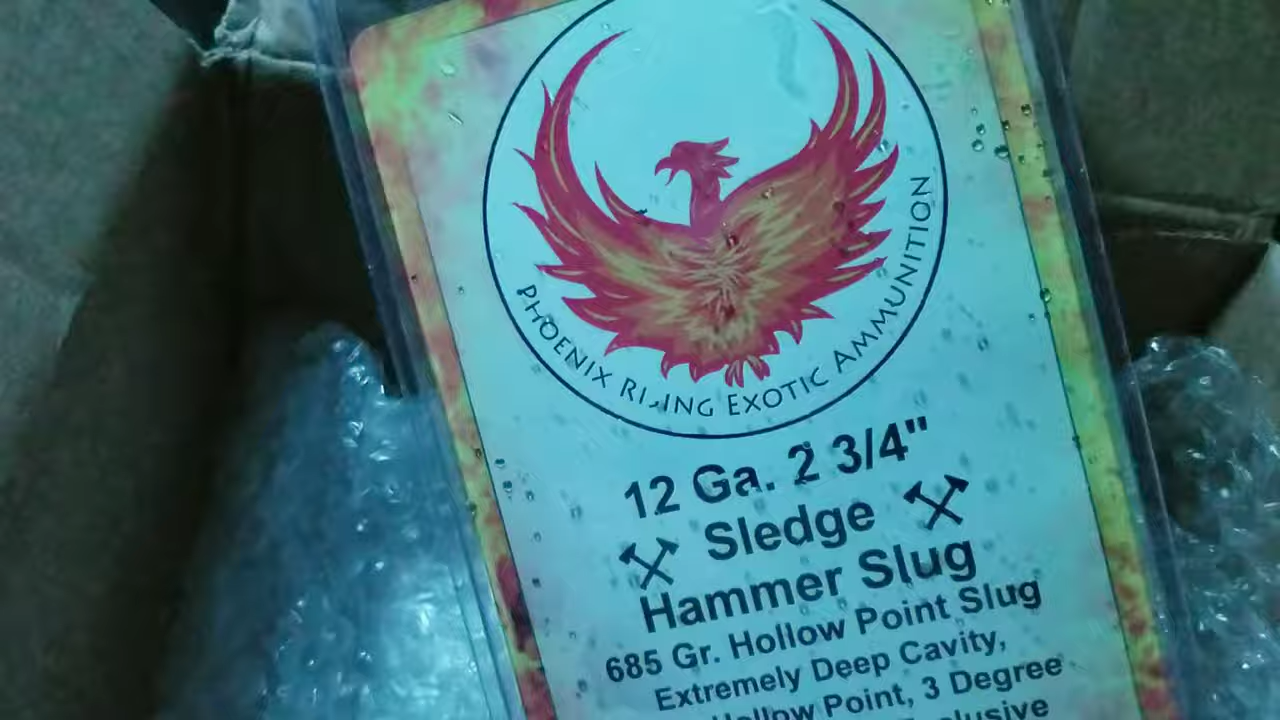 PHOENIX RISING EXOTIC AMMUNITION
12 Ga. 2 3/4"
Sledge
Hammer Slug
685 Gr. Hollow Point Slug
Extremely Deep Cavity,
Hollow Point, 3 Degree